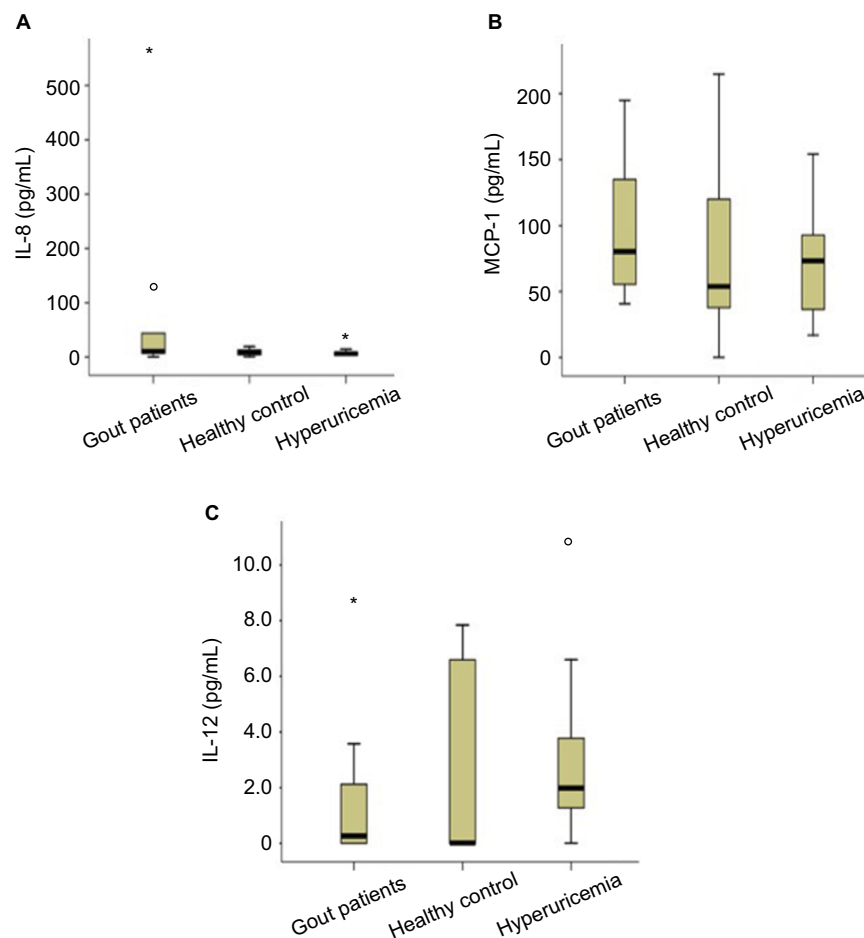 A
IL-8 (pg/mL)
500
400
300
200
100
0
*
*
Gout patients
Healthy control
Hyperuricemia
B
MCP-1 (pg/mL)
200
150
100
50
0
Gout patients
Healthy control
Hyperuricemia
C
IL-12 (pg/mL)
10.0
8.0
6.0
4.0
2.0
0
*
Gout patients
Healthy control
Hyperuricemia